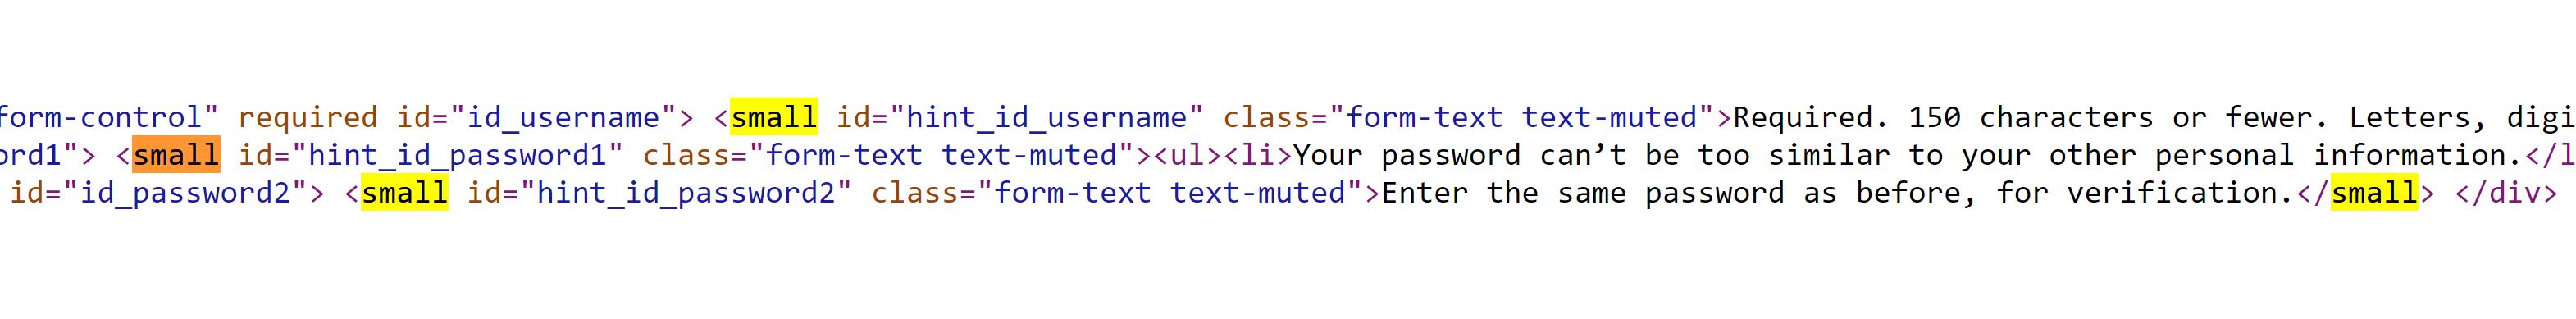 form-control" required id="id_username"> <small id="hint_id_username" class="form-text text-muted">Required. 150 characters or fewer. Letters, digi
ord1"> <small id="hint_id_password1" class="form-text text-muted"><ul><li>Your password can’t be too similar to your other personal information.</l
id="id_password2"> <small id="hint_id_password2" class="form-text text-muted">Enter the same password as before, for verification.</small> </div>